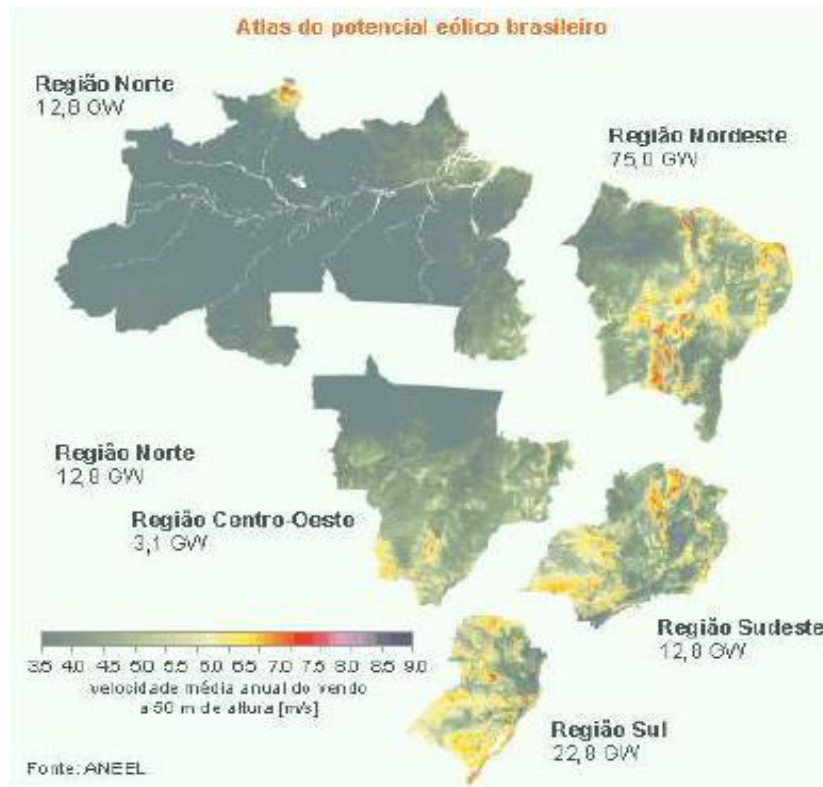 Atlas do potencial eólico brasileiro
Região Norte
12,8 GW
Região Nordeste
75,0 GW
Região Norte
12,8 GW
Região Centro-Oeste
3,1 GW
Região Sudeste
12,8 GW
3.5 4.0 4.5 5.0 5.5 6.0 6.5 7.0 7.5 8.0 8.5 9.0
velocidade média anual do vendo
a 50 m de altura [m/s]
Região Sul
22,8 GW
Fonte: ANEEL